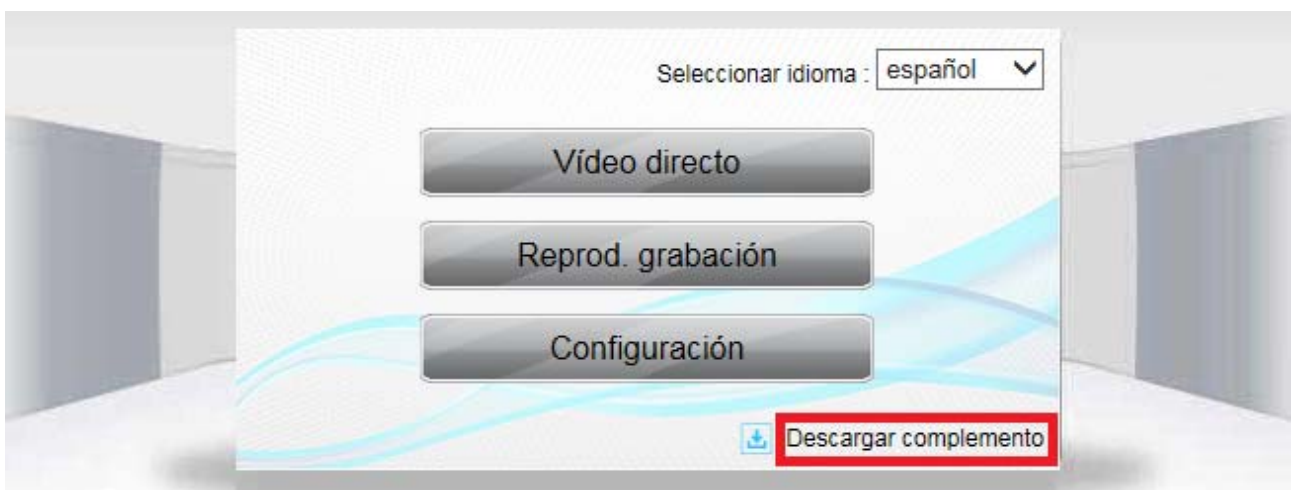 Seleccionar idioma : español
Vídeo directo
Reprod. grabación
Configuración
Descargar complemento